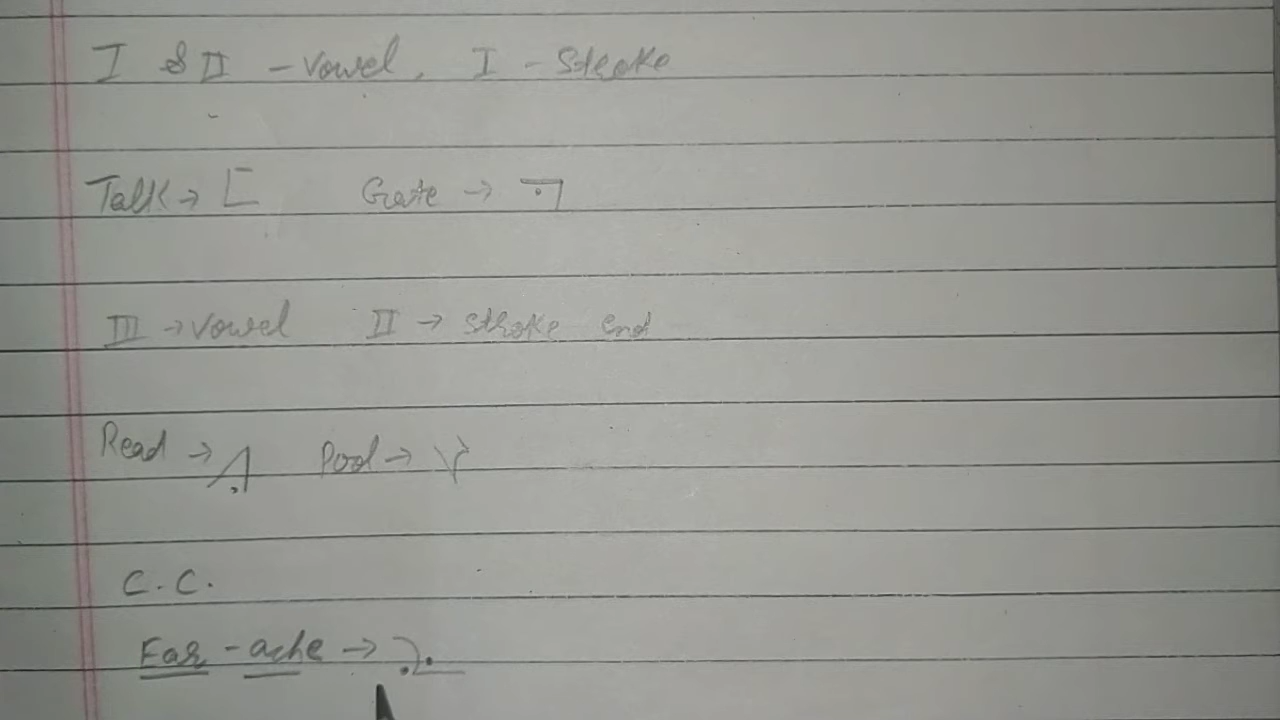 I & II - Vowel, I - Stroke
Talk → Gate →
III → Vowel II → Stroke end
Read → Pool →
C.C.
Ear - ache →